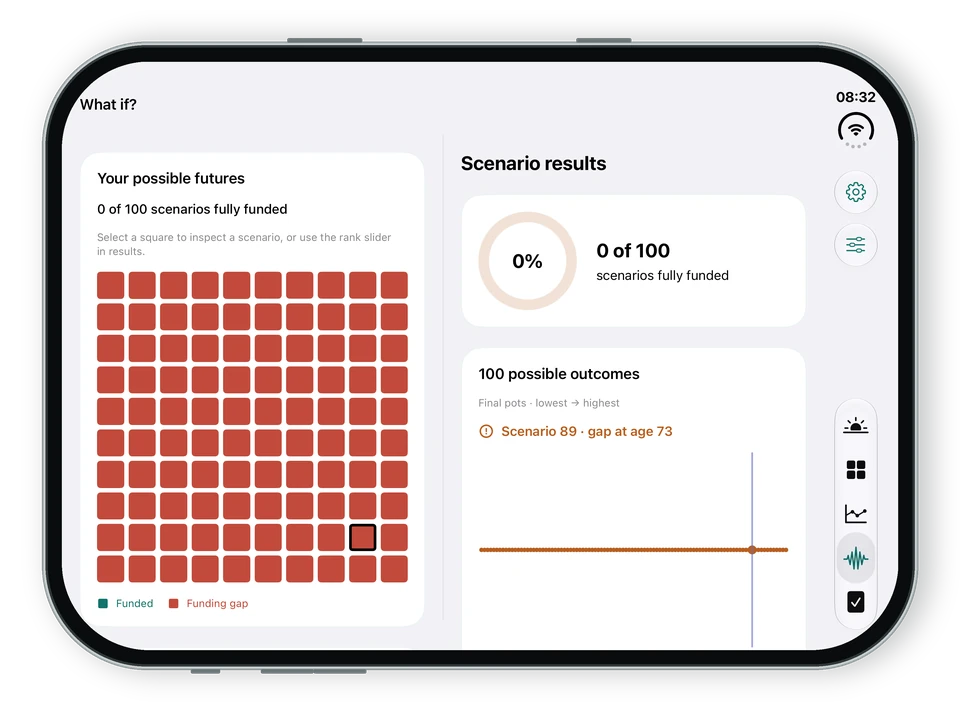 What if?
08:32
Your possible futures
0 of 100 scenarios fully funded
Select a square to inspect a scenario, or use the rank slider
in results.
Funded
Funding gap
Scenario results
0%
0 of 100
scenarios fully funded
100 possible outcomes
Final pots · lowest → highest
Scenario 89 · gap at age 73